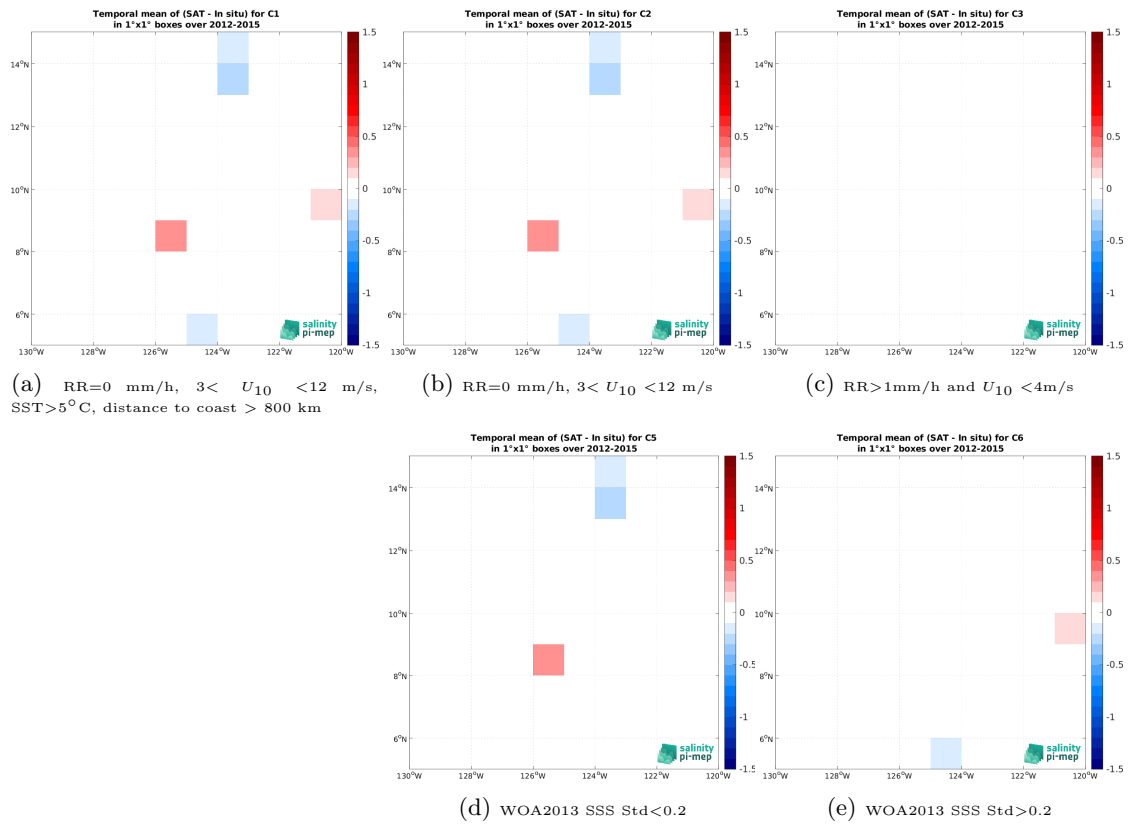 Temporal mean of (SAT - In situ) for C1
in 1°x1° boxes over 2012-2015
14°N
12°N
10°N
8°N
6°N
130°W 128°W 126°W 124°W 122°W 120°W
1.5
1
0.5
0
-0.5
-1
-1.5
salinity
pi-mep
(a) RR=0 mm/h, 3< U10 <12 m/s,
SST>5°C, distance to coast > 800 km
Temporal mean of (SAT - In situ) for C2
in 1°x1° boxes over 2012-2015
14°N
12°N
10°N
8°N
6°N
130°W 128°W 126°W 124°W 122°W 120°W
1.5
1
0.5
0
-0.5
-1
-1.5
salinity
pi-mep
(b) RR=0 mm/h, 3< U10 <12 m/s
Temporal mean of (SAT - In situ) for C3
in 1°x1° boxes over 2012-2015
14°N
12°N
10°N
8°N
6°N
130°W 128°W 126°W 124°W 122°W 120°W
1.5
1
0.5
0
-0.5
-1
-1.5
salinity
pi-mep
(c) RR>1mm/h and U10 <4m/s
Temporal mean of (SAT - In situ) for C5
in 1°x1° boxes over 2012-2015
14°N
12°N
10°N
8°N
6°N
130°W 128°W 126°W 124°W 122°W 120°W
1.5
1
0.5
0
-0.5
-1
-1.5
salinity
pi-mep
(d) WOA2013 SSS Std<0.2
Temporal mean of (SAT - In situ) for C6
in 1°x1° boxes over 2012-2015
14°N
12°N
10°N
8°N
6°N
130°W 128°W 126°W 124°W 122°W 120°W
1.5
1
0.5
0
-0.5
-1
-1.5
salinity
pi-mep
(e) WOA2013 SSS Std>0.2